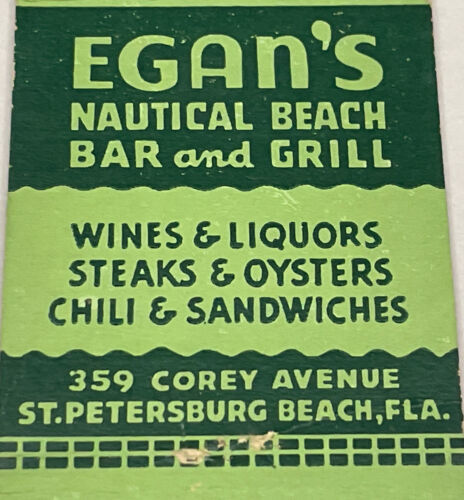 EGAN'S
NAUTICAL BEACH
BAR and GRILL
WINES & LIQUORS
STEAKS & OYSTERS
CHILI & SANDWICHES
359 COREY AVENUE
ST. PETERSBURG BEACH, FLA.